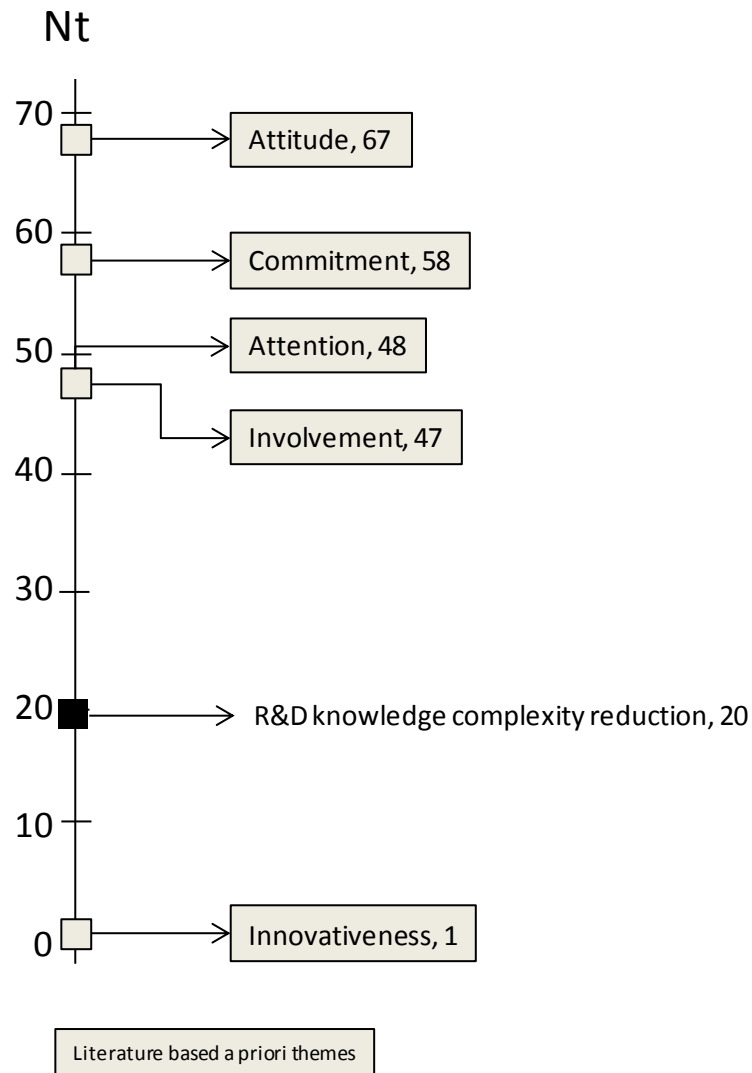 Nt
70
Attitude, 67
60
Commitment, 58
50
Attention, 48
Involvement, 47
40
30
20
R&D knowledge complexity reduction, 20
10
0
Innovativeness, 1
Literature based a priori themes